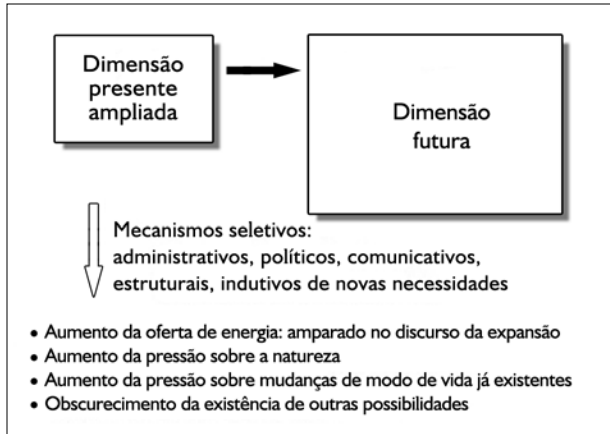 Dimensão
presente
ampliada
Dimensão
futura
Mecanismos seletivos:
administrativos, políticos, comunicativos,
estruturais, indutivos de novas necessidades
• Aumento da oferta de energia: amparado no discurso da expansão
• Aumento da pressão sobre a natureza
• Aumento da pressão sobre mudanças de modo de vida já existentes
• Obscurecimento da existência de outras possibilidades